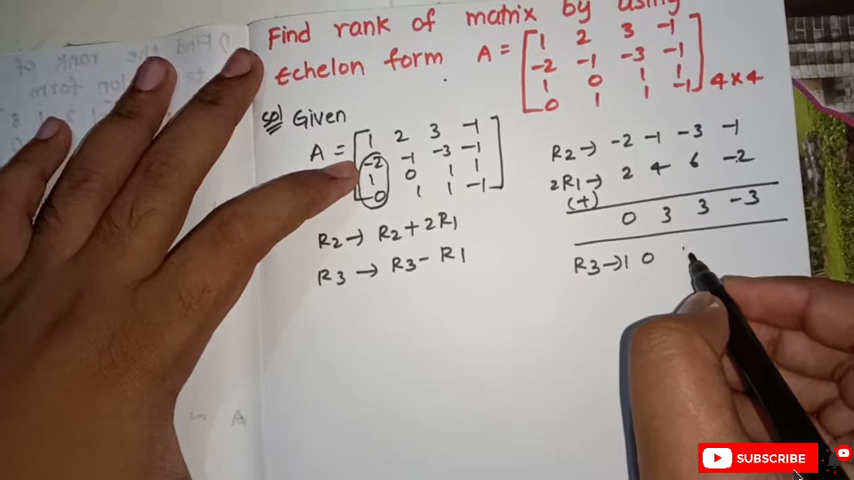 Find rank of matrix by using
Echelon form A = [1 2 3 -1
-2 -1 -3 -1
1 0 1 1
0 1 1 -1] 4×4
Sol Given
A = [1 2 3 -1
-2 -1 -3 -1
1 0 1 1
0 1 1 -1]
R2 → R2 + 2R1
R3 → R3 - R1
R2 → -2 -1 -3 -1
2R1 → 2 4 6 -2
(+)
0 3 3 -3
R3 → 1 0
SUBSCRIBE